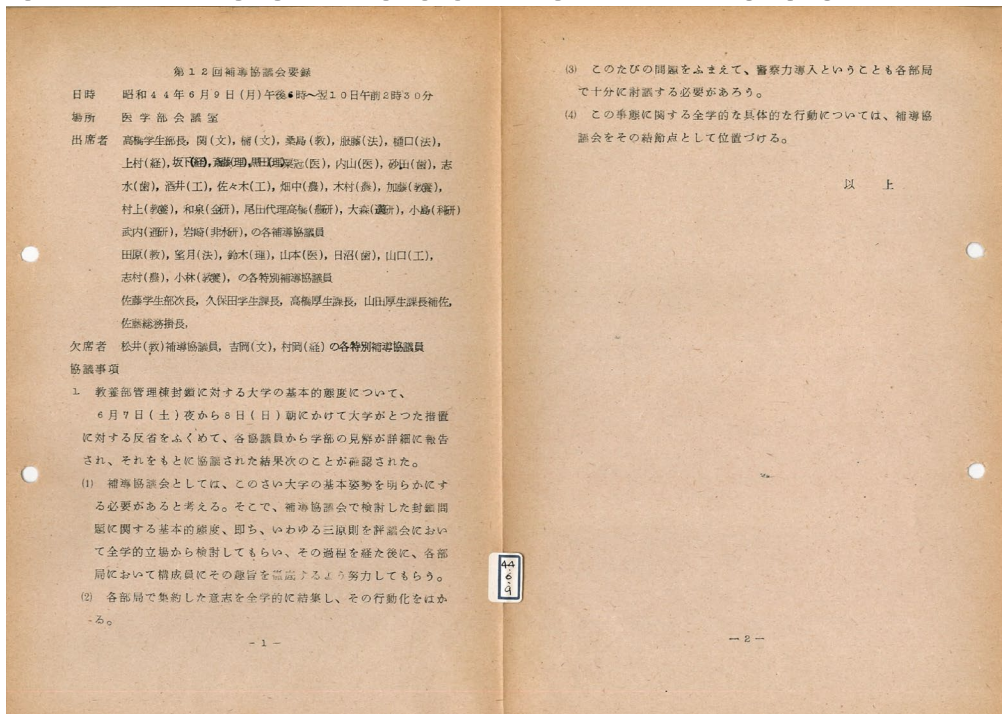 第12回補導協議会要録
日時 昭和44年6月9日(月)午後6時～翌10日午前2時30分
場所 医学部会議室
出席者 高橋学生部長, 関(文), 樋(文), 桑島(教), 服藤(法), 樋口(法),
上村(経), 坂下(経), 斎藤(理), 黒田(理), (医), 内山(医), 砂田(歯), 志
水(歯), 酒井(工), 佐々木(工), 畑中(農), 木村(農), 加藤(教養)
村上(教養), 和泉(金研), 尾田代理高橋(農研), 大森(選研), 小島(科研)
武内(通研), 岩崎(非水研), の各補導協議員
田原(教), 望月(法), 鈴木(理), 山本(医), 日沼(歯), 山口(工),
志村(農), 小林(教養), の各特別補導協議員
佐藤学生部次長, 久保田学生課長, 高橋厚生課長, 山田厚生課長補佐,
佐藤総務掛長,
欠席者 松井(教)補導協議員, 吉岡(文), 村岡(経)の各特別補導協議員
協議事項
1. 教養部管理棟封鎖に対する大学の基本的態度について、
6月7日(土)夜から8日(日)朝にかけて大学がとつた措置
に対する反省をふくめて、各協議員から学部の見解が詳細に報告
され、それをもとに協議された結果次のことが確認された。
(1) 補導協議会としては、このさい大学の基本姿勢を明らかにす
る必要があると考える。そこで、補導協議会で検討した封鎖問
題に関する基本的態度、即ち、いわゆる三原則を評議会におい
て全学的立場から検討してもらい、その過程を経た後に、各部
局において構成員にその趣旨を徹底するよう努力してもらう。
(2) 各部局で集約した意志を全学的に結集し、その行動化をはか
る。
－1－
44.6.9
(3) このたびの問題をふまえて、警察力導入ということも各部局
で十分に討議する必要があろう。
(4) この事態に関する全学的な具体的な行動については、補導協
議会をその結節点として位置づける。
以上
－2－